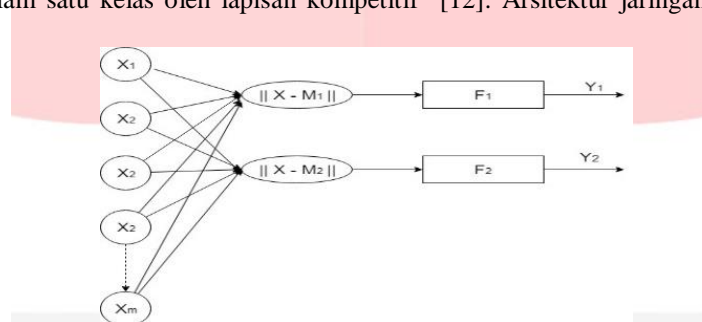 satu kelas oleh lapisan kompetitif" [12]. Arsitektur jaringan
X1
X2
X2
X2
Xm
|| X - M1 ||
F1
Y1
|| X - M2 ||
F2
Y2